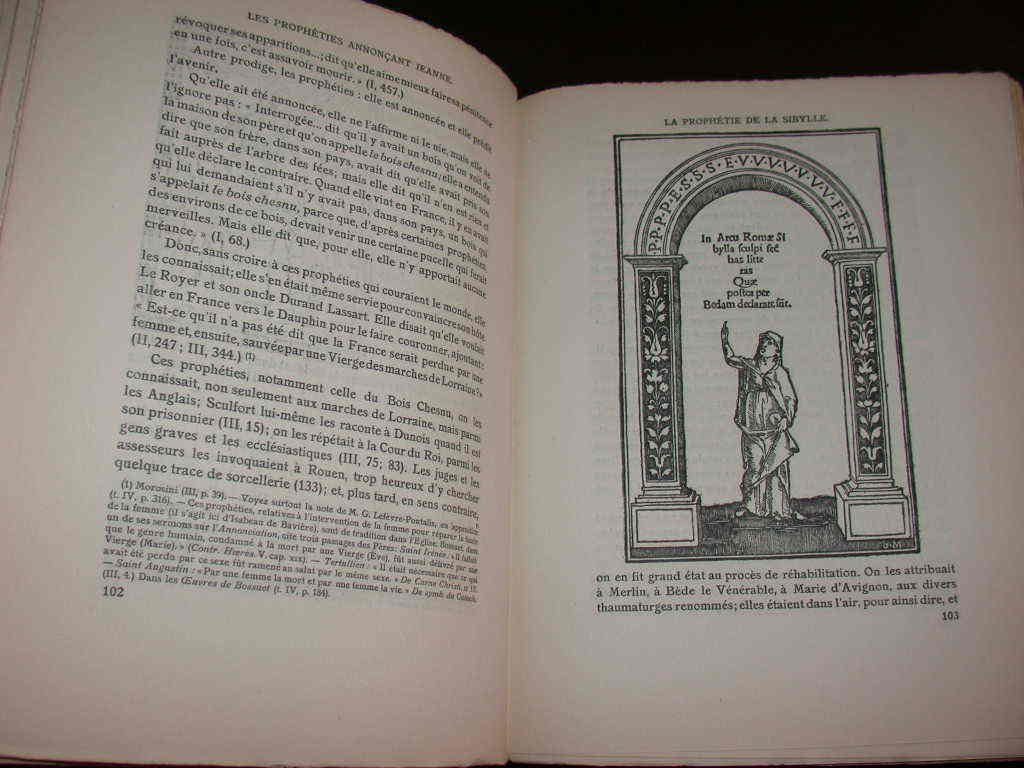 LES PROPHÉTIES ANNONÇANT JEANNE.
révoquer ses apparitions...; dit qu'elle aime mieux faire sa pénitence
en une fois, c'est assavoir mourir. » (I, 457.)
Autre prodige, les prophéties : elle est annoncée et elle prédit
l'avenir.
Qu'elle ait été annoncée, elle ne l'affirme ni le nie, mais elle ne
l'ignore pas : « Interrogée... dit qu'il y avait un bois qu'on voit de
la maison de son père et qu'on appelle le bois chesnu; elle a entendu
dire que son frère, dans son pays, avait dit qu'elle avait pris son
fait auprès de l'arbre des fées; mais elle dit qu'il n'en est rien et
qu'elle déclare le contraire. Quand elle vint en France, il y en avait
qui lui demandaient s'il n'y avait pas, dans son pays, un bois qui
s'appelait le bois chesnu, parce que, d'après certaines prophéties,
des environs de ce bois, devait venir une certaine pucelle qui ferait
merveilles. Mais elle dit que, pour elle, elle n'y apportait aucune
créance. » (I, 68.)
Donc, sans croire à ces prophéties qui couraient le monde, elle
les connaissait; elle s'en était même servie pour convaincre son hôte
Le Royer et son oncle Durand Lassart. Elle disait qu'elle voulait
aller en France vers le Dauphin pour le faire couronner, ajoutant:
« Est-ce qu'il n'a pas été dit que la France serait perdue par une
femme et, ensuite, sauvée par une Vierge des marches de Lorraine?»
(II, 247 ; III, 344.) (1)
Ces prophéties, notamment celle du Bois Chesnu, on les
connaissait, non seulement aux marches de Lorraine, mais parmi
les Anglais; Sculfort lui-même les raconte à Dunois quand il est
son prisonnier (III, 15); on les répétait à la Cour du Roi, parmi les
gens graves et les ecclésiastiques (III, 75; 83). Les juges et les
assesseurs les invoquaient à Rouen, trop heureux d'y chercher
quelque trace de sorcellerie (133); et, plus tard, en sens contraire,
(1) Morosini (III, p. 39). — Voyez surtout la note de M. G. Lefèvre-Pontalis, en appendice
(t. IV, p. 316). — Ces prophéties, relatives à l'intervention de la femme pour réparer la faute
de la femme (il s'agit ici d'Isabeau de Bavière), sont de tradition dans l'Église. Bossuet, dans
un de ses sermons sur l'Annonciation, cite trois passages des Pères: Saint Irénée. « Il fallait
que le genre humain, condamné à la mort par une Vierge (Ève), fût aussi délivré par une
Vierge (Marie). » (Contr. Hæres. V. cap. XIX). — Tertullien : « Il était nécessaire que ce qui
avait été perdu par ce sexe fût ramené au salut par le même sexe. » De Carne Christi,
— Saint Augustin : « Par une femme la mort et par une femme la vie. » De symb. ad Catech.
(III, 4.) Dans les Œuvres de Bossuet (t. IV, p. 184).
102
LA PROPHÉTIE DE LA SIBYLLE.
P·P·P·P·E·S·S·S·E·V·V·V·V·V·V·V·F·F·F·F
In Arcu Romæ Si
bylla sculpi fec̄
has litte
ras
Quæ
postea per
Bedam declaratæ sūt.
on en fit grand état au procès de réhabilitation. On les attribuait
à Merlin, à Bède le Vénérable, à Marie d'Avignon, aux divers
thaumaturges renommés; elles étaient dans l'air, pour ainsi dire, et
103